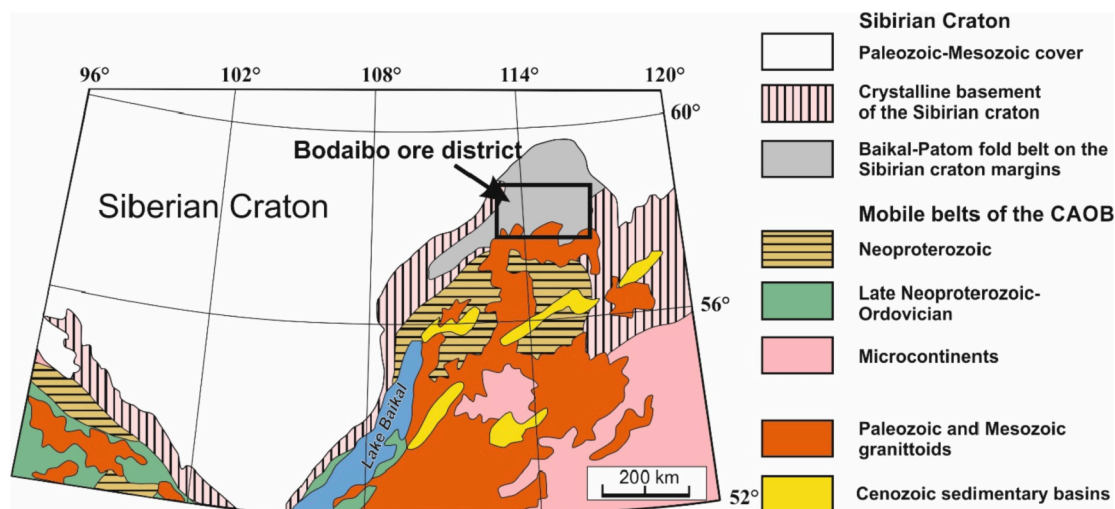 96°
102°
108°
114°
120°
60°
Bodaibo ore district
Siberian Craton
56°
Lake Baikal
200 km
52°
Sibirian Craton
Paleozoic-Mesozoic cover
Crystalline basement
of the Sibirian craton
Baikal-Patom fold belt on the
Sibirian craton margins
Mobile belts of the CAOB
Neoproterozoic
Late Neoproterozoic-
Ordovician
Microcontinents
Paleozoic and Mesozoic
granittoids
Cenozoic sedimentary basins